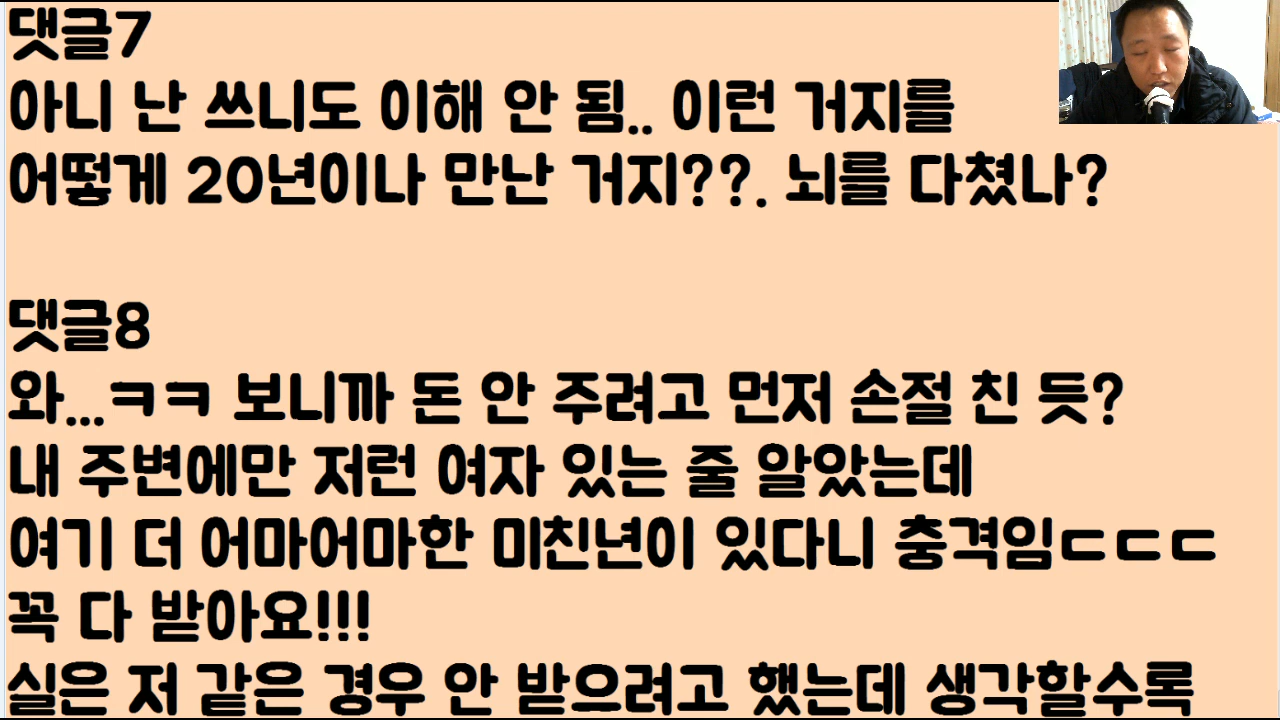 댓글7
아니 난 쓰니도 이해 안 됨.. 이런 거지를
어떻게 20년이나 만난 거지??. 뇌를 다쳤나?
댓글8
와...ㅋㅋ 보니까 돈 안 주려고 먼저 손절 친 듯?
내 주변에만 저런 여자 있는 줄 알았는데
여기 더 어마어마한 미친년이 있다니 충격임ㄷㄷㄷ
꼭 다 받아요!!!
실은 저 같은 경우 안 받으려고 했는데 생각할수록